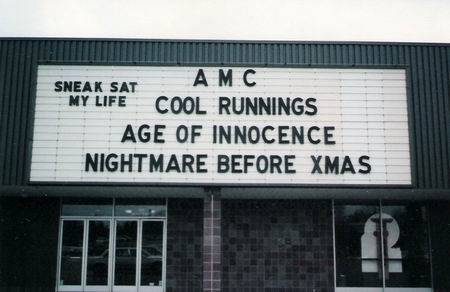 AMC
SNEAK SAT
MY LIFE
COOL RUNNINGS
AGE OF INNOCENCE
NIGHTMARE BEFORE XMAS